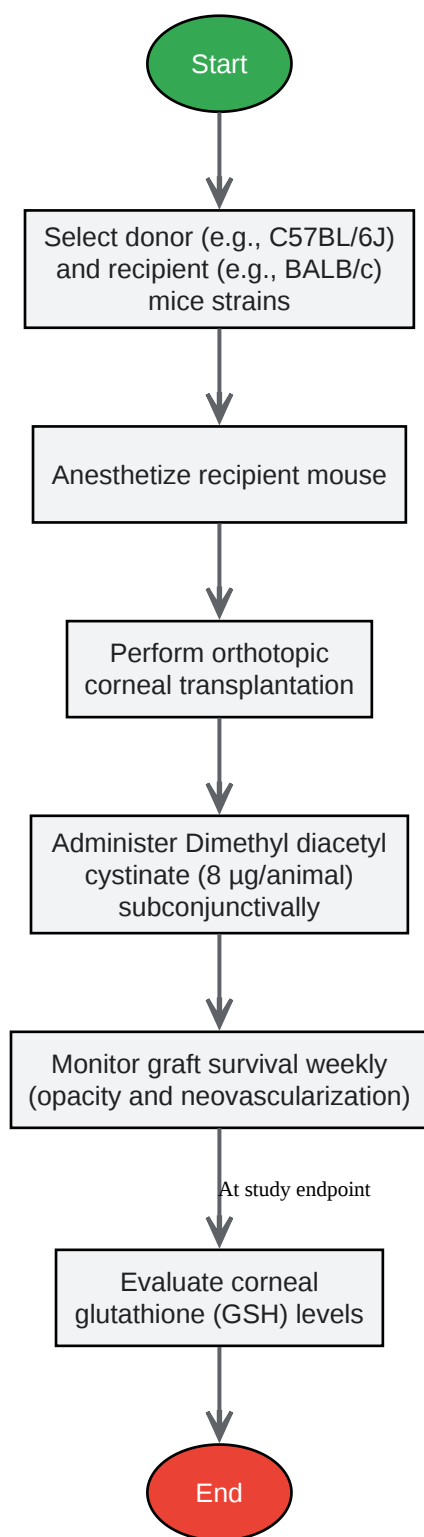 Start
Select donor (e.g., C57BL/6J)
and recipient (e.g., BALB/c)
mice strains
Anesthetize recipient mouse
Perform orthotopic
corneal transplantation
Administer Dimethyl diacetyl
cystinate (8 µg/animal)
subconjunctivally
Monitor graft survival weekly
(opacity and neovascularization)
At study endpoint
Evaluate corneal
glutathione (GSH) levels
End